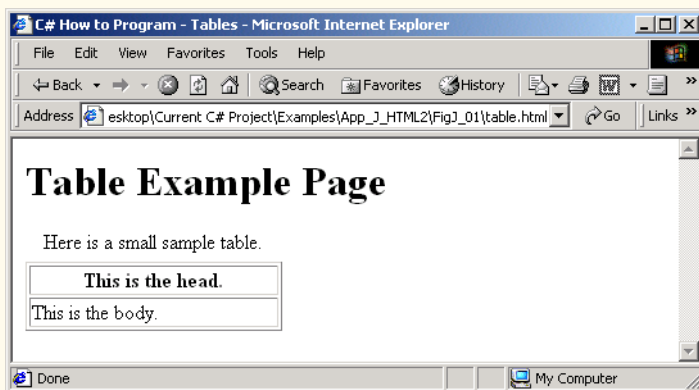 C# How to Program - Tables - Microsoft Internet Explorer
File Edit View Favorites Tools Help
Back Search Favorites History »
Address esktop\Current C# Project\Examples\App_J_HTML2\FigJ_01\table.html Go Links »
Table Example Page
Here is a small sample table.
This is the head.
This is the body.
Done My Computer